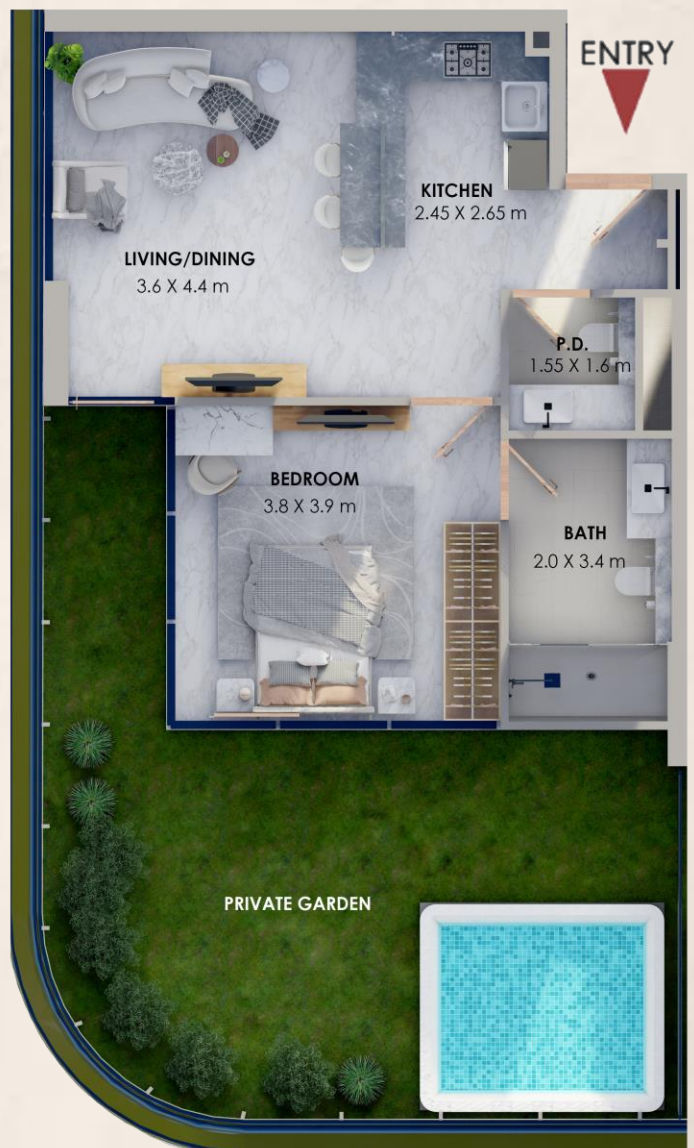 ENTRY
KITCHEN
2.45 X 2.65 m
LIVING/DINING
3.6 X 4.4 m
P.D.
1.55 X 1.6 m
BEDROOM
3.8 X 3.9 m
BATH
2.0 X 3.4 m
PRIVATE GARDEN